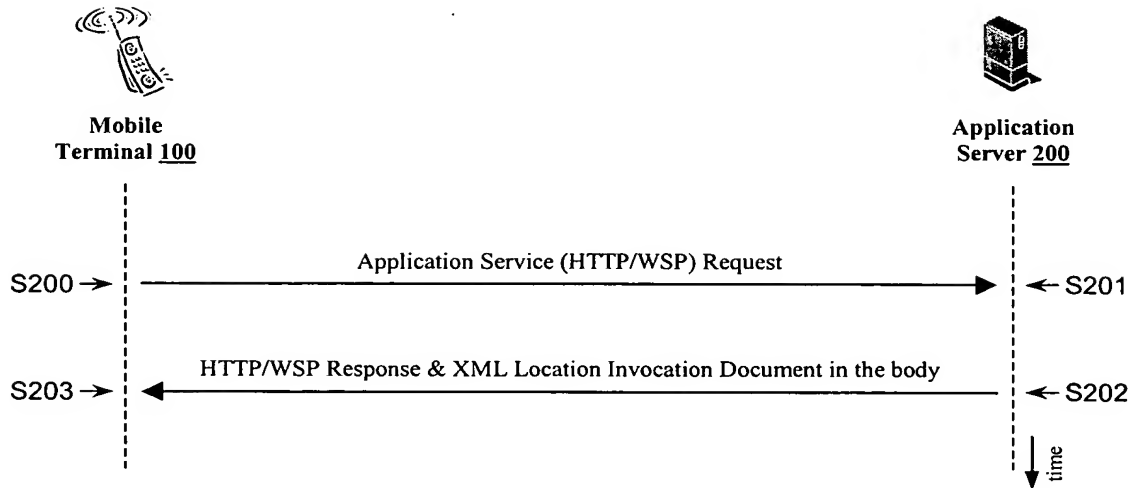 Mobile
Terminal 100
Application
Server 200
Application Service (HTTP/WSP) Request
S200
S201
HTTP/WSP Response & XML Location Invocation Document in the body
S203
S202
time